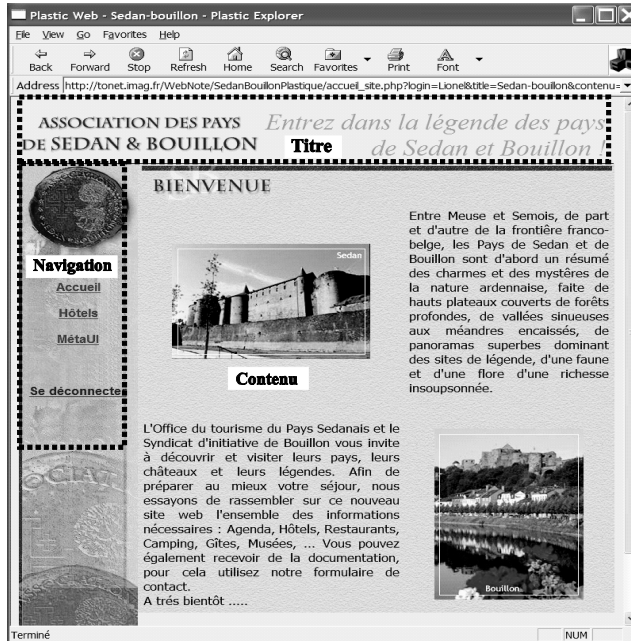 Plastic Web - Sedan-bouillon - Plastic Explorer
File View Go Favorites Help
Back Forward Stop Refresh Home Search Favorites Print Font
Address http://tonet.imag.fr/WebNote/SedanBouillonPlastique/accueil_site.php?login=Lionel&title=Sedan-bouillon&contenu=
ASSOCIATION DES PAYS
DE SEDAN & BOUILLON
Entrez dans la légende des pays
de Sedan et Bouillon !
Titre
BIENVENUE
Navigation
Accueil
Hôtels
MétaUI
Se déconnecter
Sedan
Contenu
Entre Meuse et Semois, de part
et d'autre de la frontière franco-
belge, les Pays de Sedan et de
Bouillon sont d'abord un résumé
des charmes et des mystères de
la nature ardennaise, faite de
hauts plateaux couverts de forêts
profondes, de vallées sinueuses
aux méandres encaissés, de
panoramas superbes dominant
des sites de légende, d'une faune
et d'une flore d'une richesse
insoupsonnée.
L'Office du tourisme du Pays Sedanais et le
Syndicat d'initiative de Bouillon vous invite
à découvrir et visiter leurs pays, leurs
châteaux et leurs légendes. Afin de
préparer au mieux votre séjour, nous
essayons de rassembler sur ce nouveau
site web l'ensemble des informations
nécessaires : Agenda, Hôtels, Restaurants,
Camping, Gîtes, Musées, ... Vous pouvez
également recevoir de la documentation,
pour cela utilisez notre formulaire de
contact.
A trés bientôt .....
Bouillon
Terminé
NUM